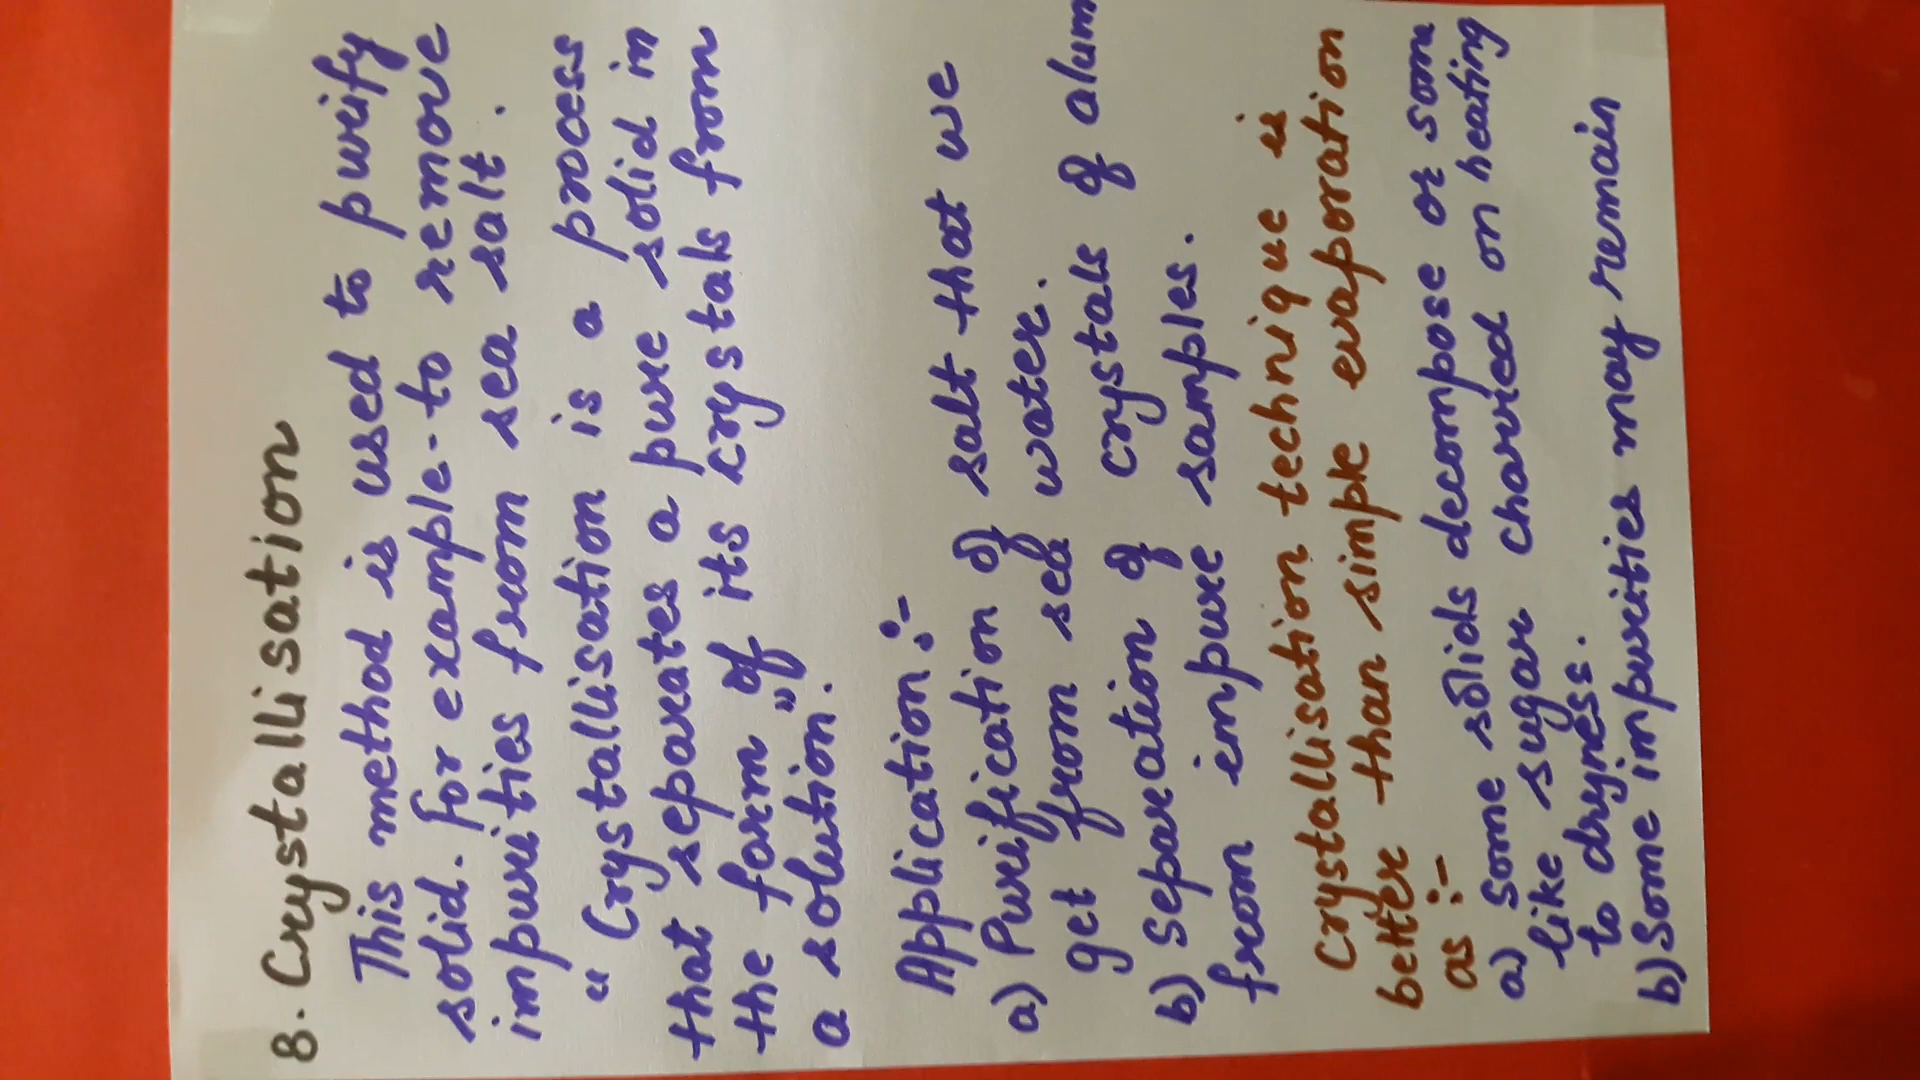 8. Crystallisation
This method is used to purify
solid. for example- to remove
impurities from sea salt.
" Crystallisation is a process
that separates a pure solid in
the form of its crystals from
a solution."
Application :-
a) Purification of salt that we
get from sea water.
b) Separation of crystals of alum
from impure samples.
Crystallisation technique is
better than simple evaporation
as :-
a) Some solids decompose or some
like sugar charred on heating
to dryness.
b) Some impurities may remain